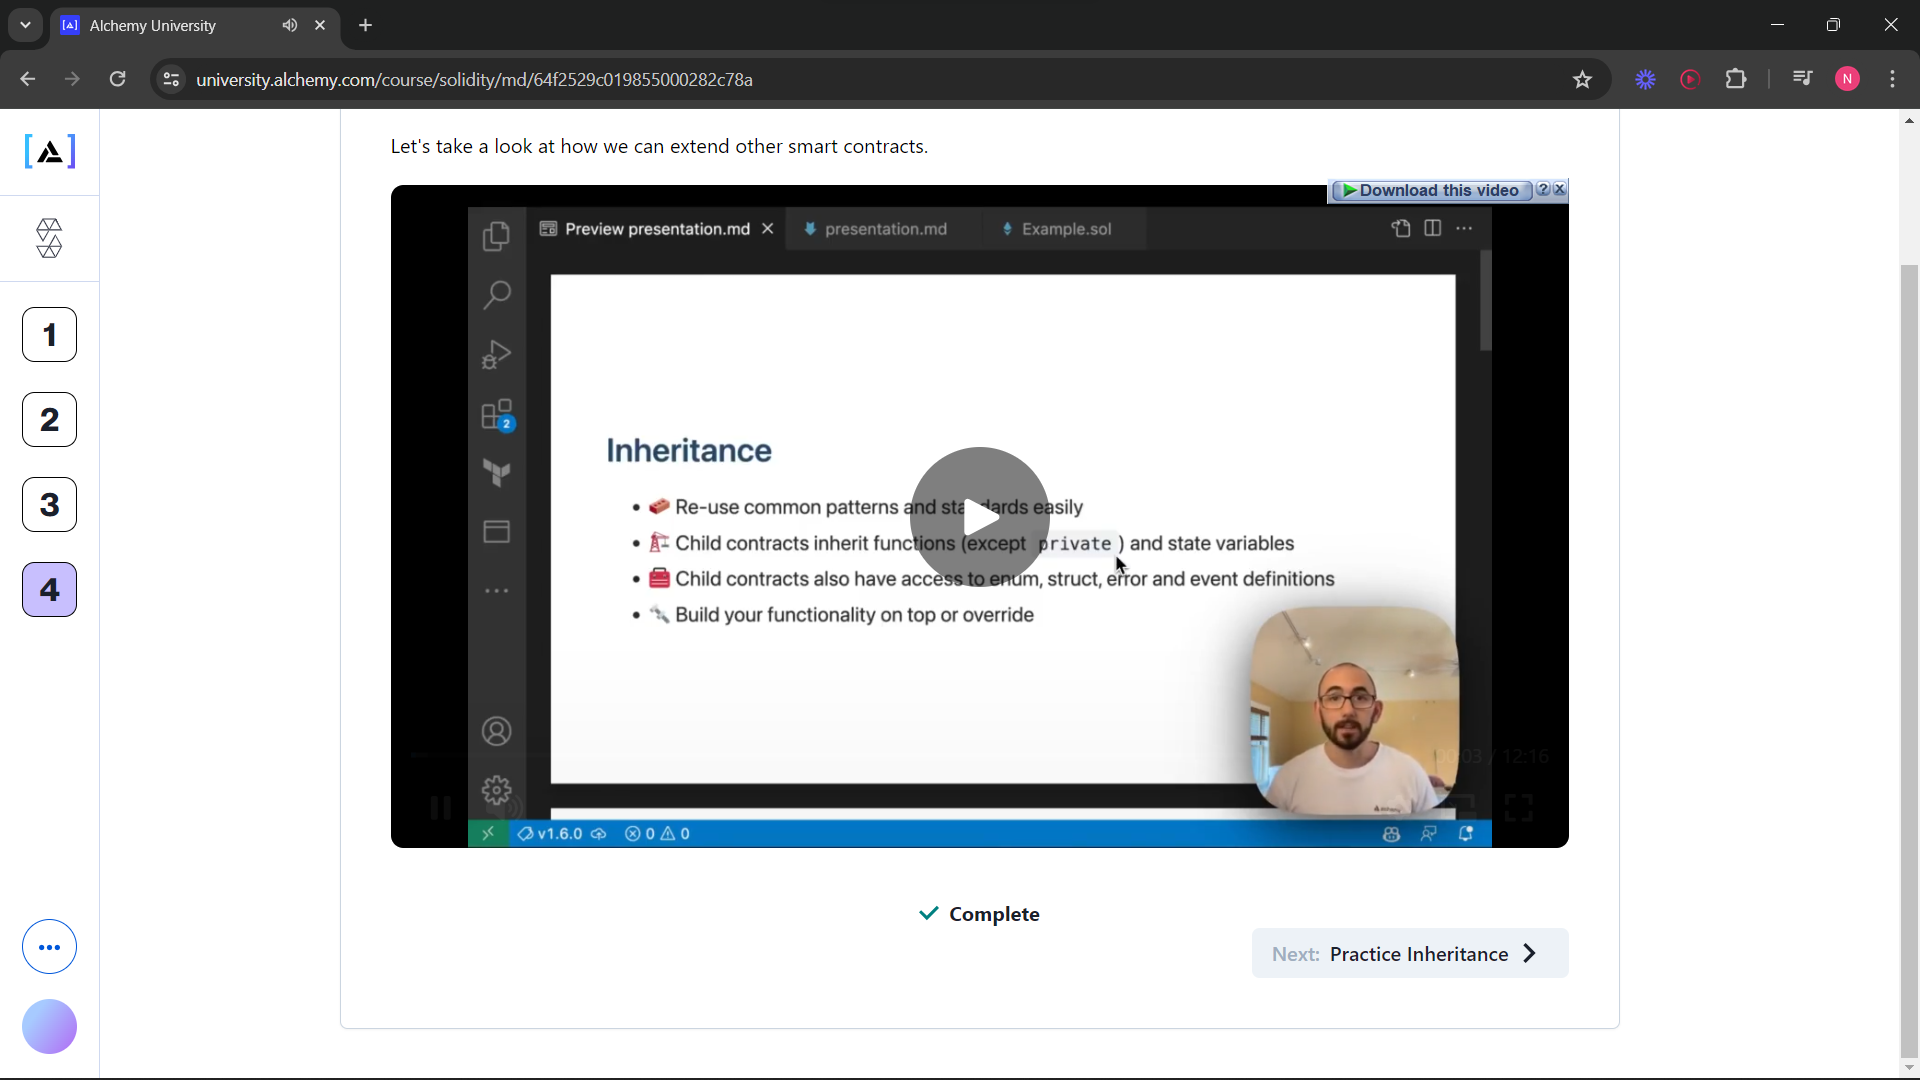 Alchemy University
university.alchemy.com/course/solidity/md/64f2529c019855000282c78a
N
Let's take a look at how we can extend other smart contracts.
Download this video ? x
Preview presentation.md
presentation.md
Example.sol
1
2
3
4
2
Inheritance
• Re-use common patterns and standards easily
• Child contracts inherit functions (except private ) and state variables
• Child contracts also have access to enum, struct, error and event definitions
• Build your functionality on top or override
00:03 / 12:16
v1.6.0 0 0
Complete
Next: Practice Inheritance